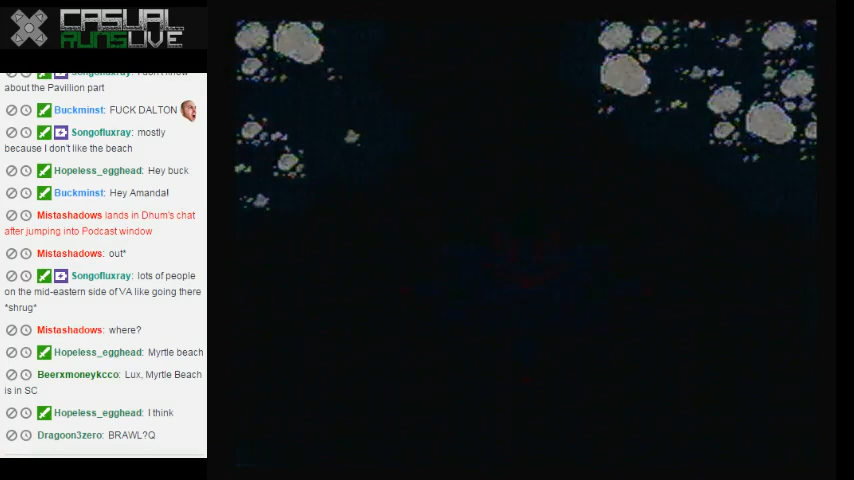 CASUAL
RUNSLIVE
about the Pavillion part
Buckminst: FUCK DALTON
Songofluxray: mostly
because I don't like the beach
Hopeless_egghead: Hey buck
Buckminst: Hey Amanda!
Mistashadows lands in Dhum's chat
after jumping into Podcast window
Mistashadows: out*
Songofluxray: lots of people
on the mid-eastern side of VA like going there
*shrug*
Mistashadows: where?
Hopeless_egghead: Myrtle beach
Beerxmoneykcco: Lux, Myrtle Beach
is in SC
Hopeless_egghead: I think
Dragoon3zero: BRAWL?Q